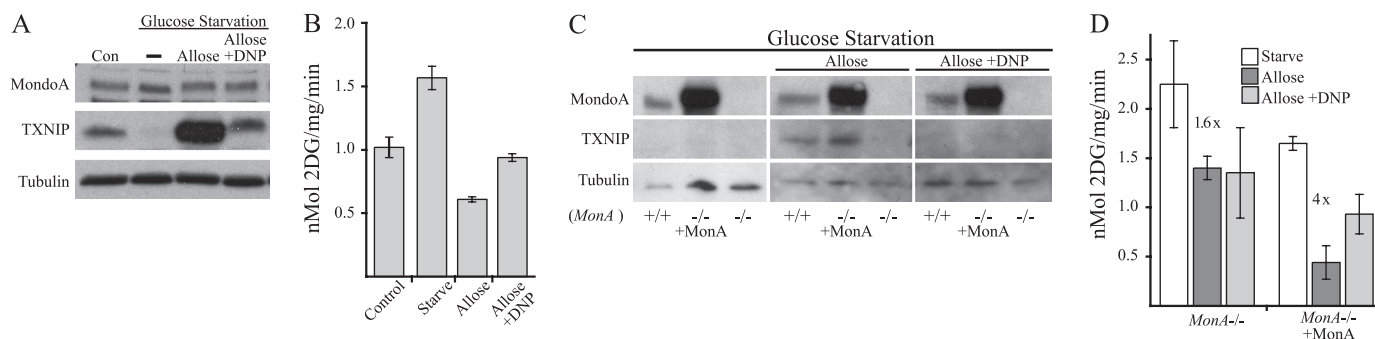 A
Glucose Starvation
Con
–
Allose
Allose
+DNP
MondoA
TXNIP
Tubulin
B
nMol 2DG/mg/min
2.0
1.5
1.0
0.5
Control
Starve
Allose
Allose
+DNP
C
Glucose Starvation
Allose
Allose +DNP
MondoA
TXNIP
Tubulin
(MonA) +/+ -/- -/- +/+ -/- -/- +/+ -/- -/-
+MonA +MonA +MonA
D
nMol 2DG/mg/min
2.5
2.0
1.5
1.0
0.5
Starve
Allose
Allose +DNP
1.6x
4x
MonA-/-
MonA-/-
+MonA